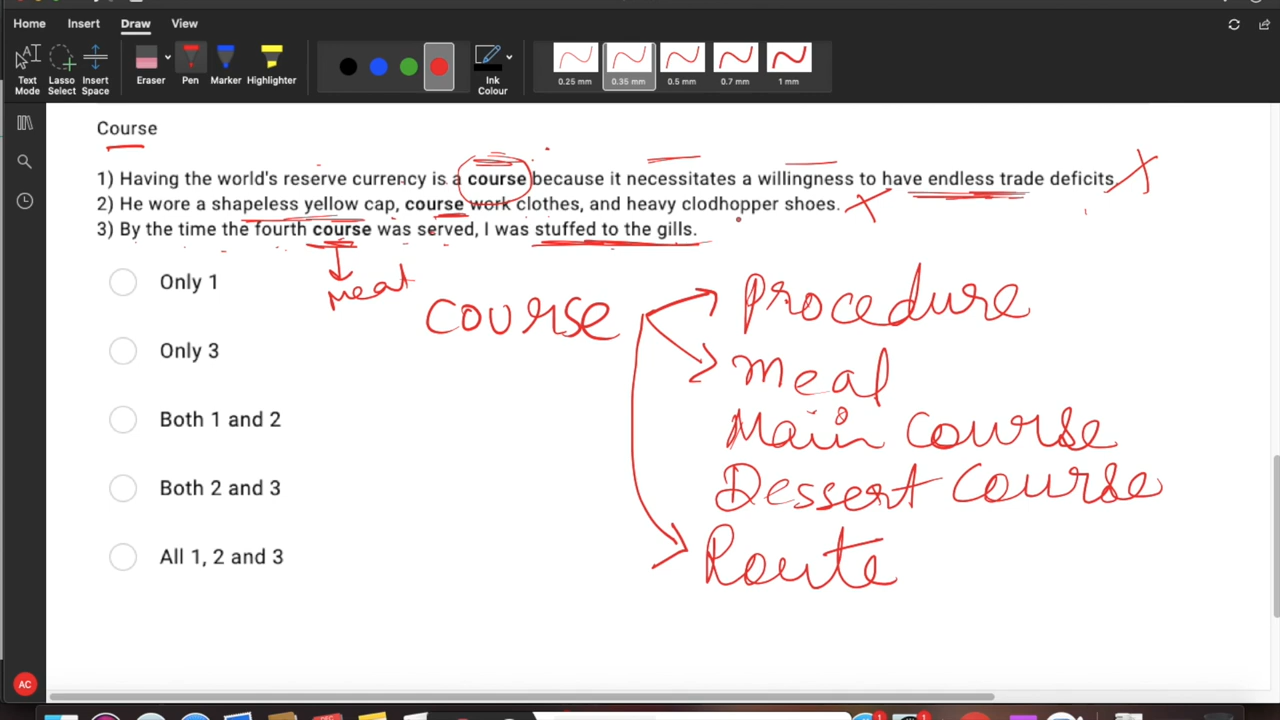 Home Insert Draw View
Text Mode Lasso Select Insert Space Eraser Pen Marker Highlighter Ink Colour 0.25 mm 0.35 mm 0.5 mm 0.7 mm 1 mm
Course
1) Having the world's reserve currency is a course because it necessitates a willingness to have endless trade deficits
2) He wore a shapeless yellow cap, course work clothes, and heavy clodhopper shoes.
3) By the time the fourth course was served, I was stuffed to the gills.
Only 1
Only 3
Both 1 and 2
Both 2 and 3
All 1, 2 and 3
course
Procedure
Meal
Main Course
Dessert Course
Route
AC